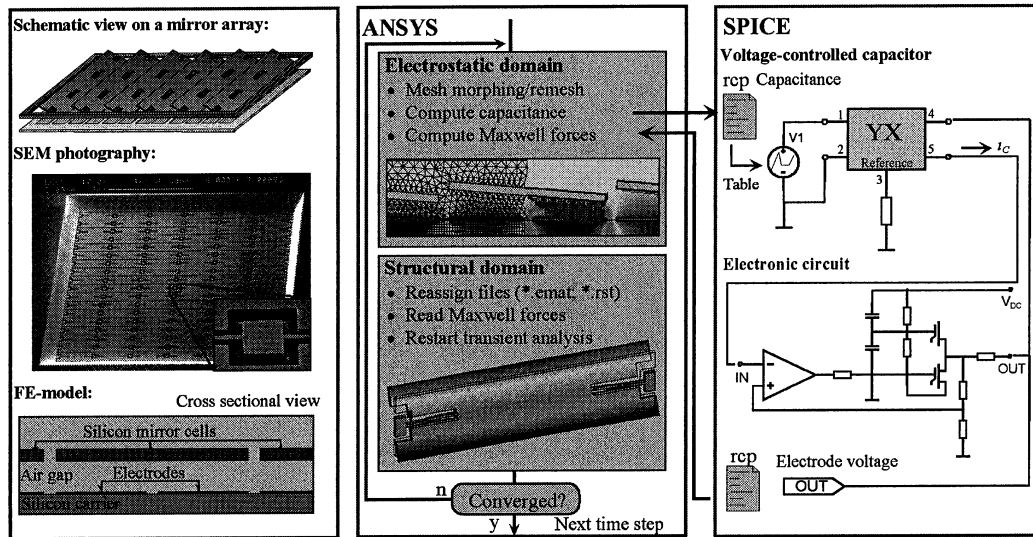 Schematic view on a mirror array:
SEM photography:
FE-model:
Cross sectional view
Silicon mirror cells
Air gap
Electrodes
Silicon carrier
ANSYS
Electrostatic domain
• Mesh morphing/remesh
• Compute capacitance
• Compute Maxwell forces
Structural domain
• Reassign files (*.emat, *.rst)
• Read Maxwell forces
• Restart transient analysis
n
Converged?
y
Next time step
SPICE
Voltage-controlled capacitor
rcp Capacitance
Table
V1
1
2
YX
Reference
3
4
5
i_C
Electronic circuit
V_DC
IN
OUT
rcp
Electrode voltage
OUT